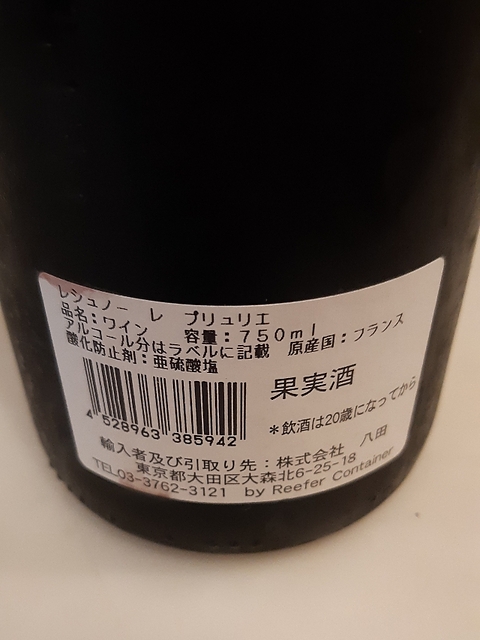 レシュノー レ プリュリエ
品名：ワイン 容量：750ml
アルコール分はラベルに記載 原産国：フランス
酸化防止剤：亜硫酸塩
果実酒
4 528963 385942
＊飲酒は20歳になってから
輸入者及び引取り先：株式会社 八田
東京都大田区大森北6-25-18
TEL03-3762-3121 by Reefer Container